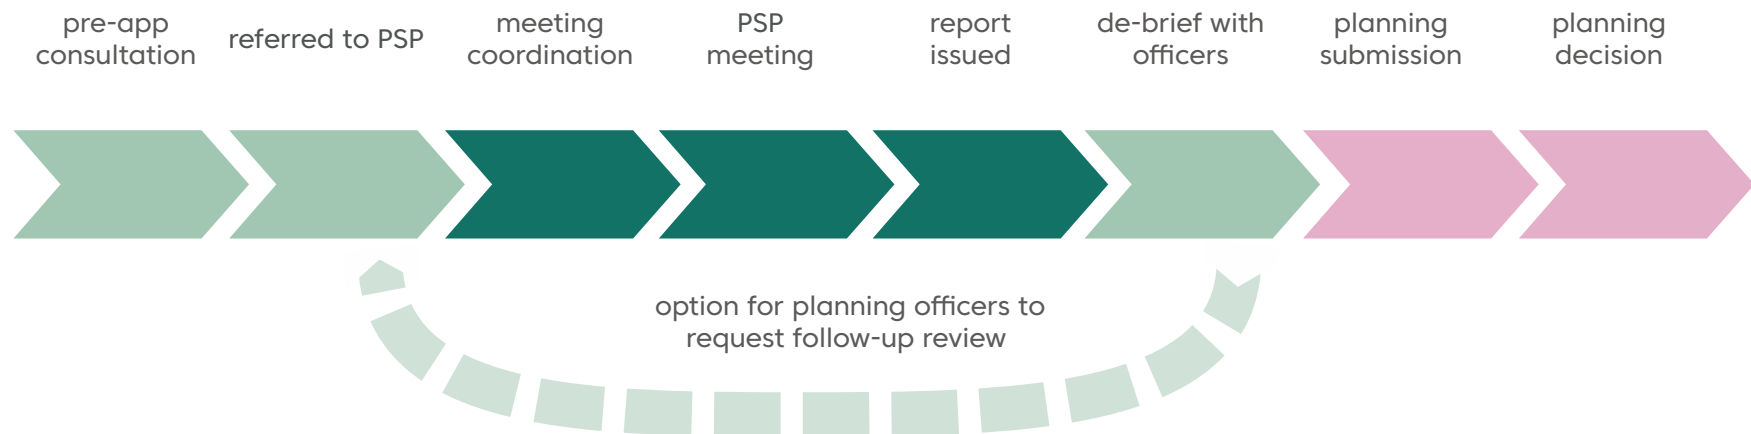 pre-app
consultation
referred to PSP
meeting
coordination
PSP
meeting
report
issued
de-brief with
officers
planning
submission
planning
decision
option for planning officers to
request follow-up review